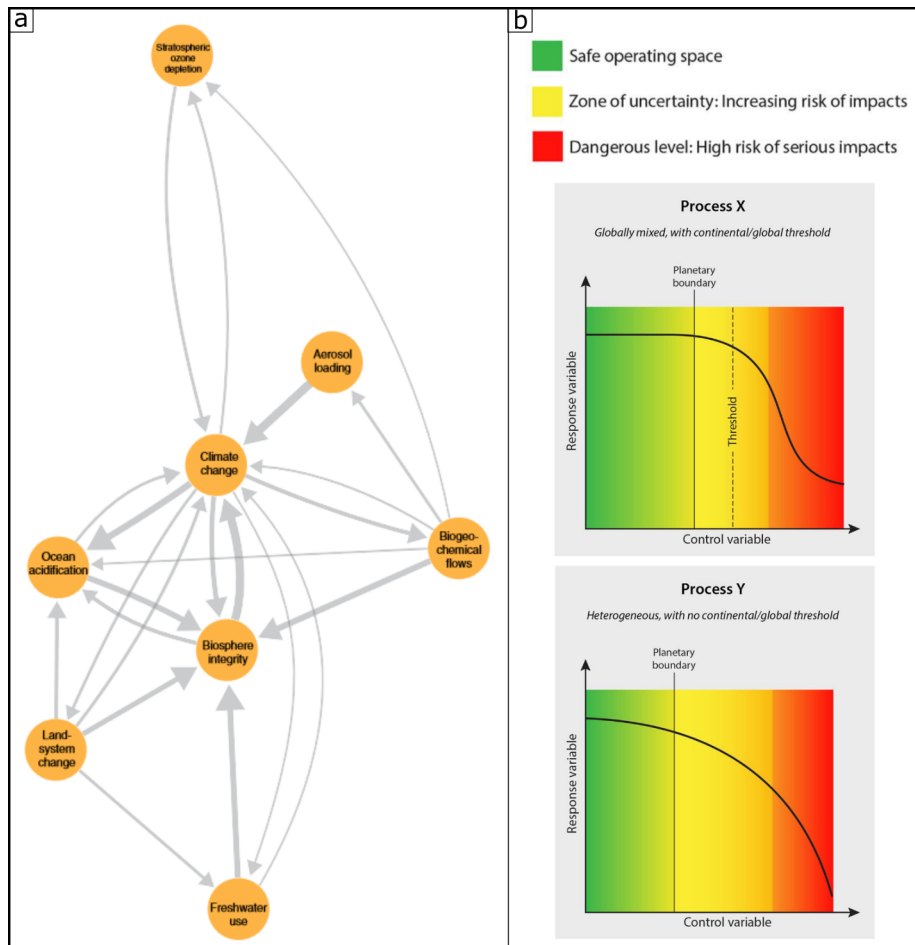 a
Stratospheric
ozone
depletion
Aerosol
loading
Climate
change
Biogeo-
chemical
flows
Ocean
acidification
Biosphere
integrity
Land-
system
change
Freshwater
use
b
Safe operating space
Zone of uncertainty: Increasing risk of impacts
Dangerous level: High risk of serious impacts
Process X
Globally mixed, with continental/global threshold
Planetary
boundary
Response variable
Threshold
Control variable
Process Y
Heterogeneous, with no continental/global threshold
Planetary
boundary
Response variable
Control variable